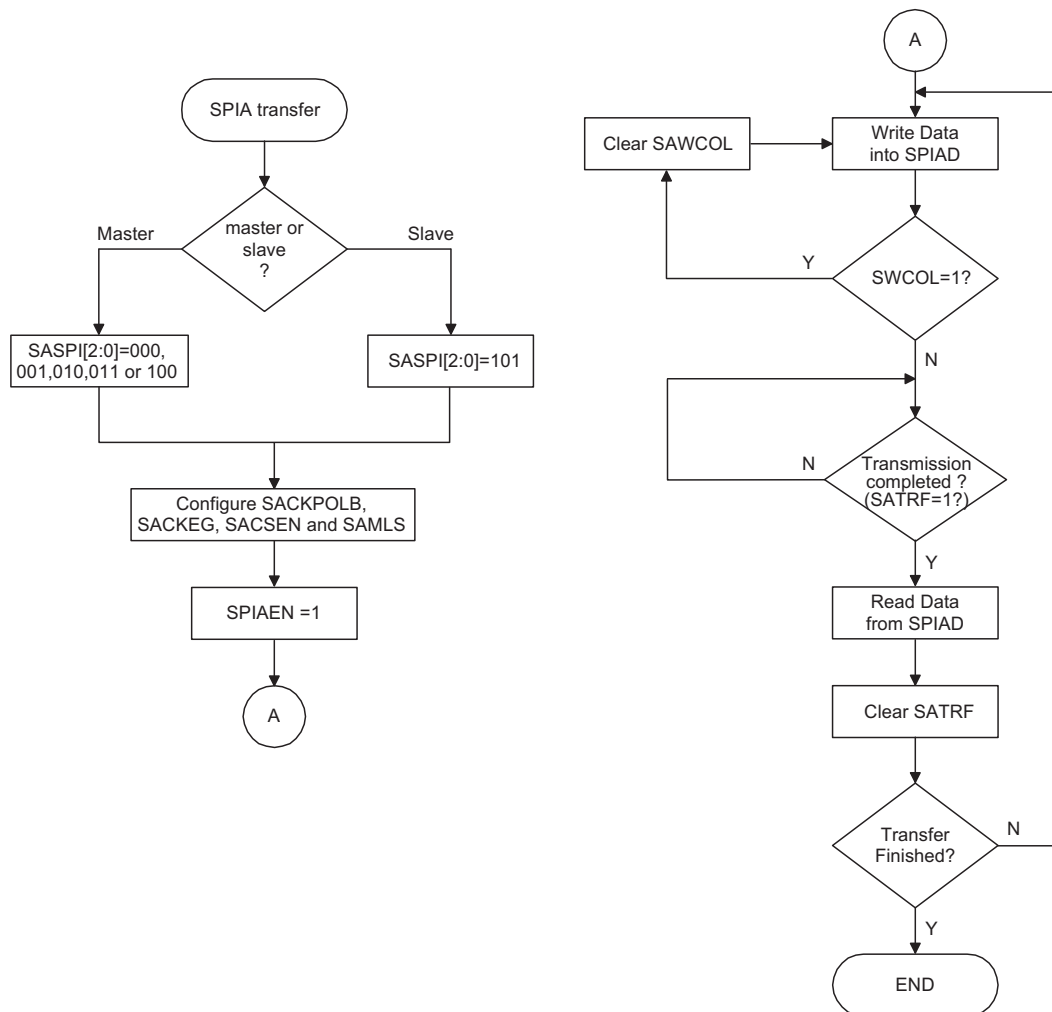 SPIA transfer
master or
slave
?
Master
Slave
SASPI[2:0]=000,
001,010,011 or 100
SASPI[2:0]=101
Configure SACKPOLB,
SACKEG, SACSEN and SAMLS
SPIAEN =1
A
A
Clear SAWCOL
Write Data
into SPIAD
Y
SWCOL=1?
N
N
Transmission
completed ?
(SATRF=1?)
Y
Read Data
from SPIAD
Clear SATRF
Transfer
Finished?
N
Y
END